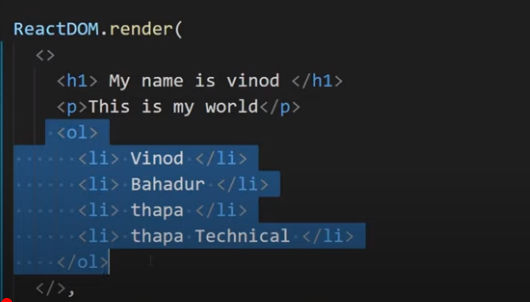 ReactDOM.render(
<>
<h1> My name is vinod </h1>
<p>This is my world</p>
<ol>
<li> Vinod </li>
<li> Bahadur </li>
<li> thapa </li>
<li> thapa Technical </li>
</ol>
</>,